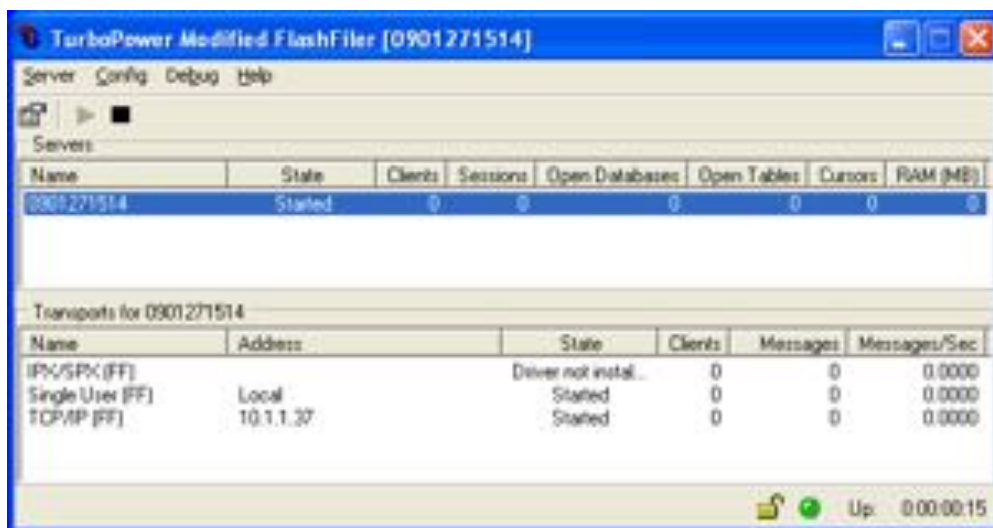 TurboPower Modified FlashFiler [0901271514]
Server Config Debug Help
Servers
Name State Clients Sessions Open Databases Open Tables Cursors RAM (MB)
0901271514 Started 0 0 0 0 0 0
Transports for 0901271514
Name Address State Clients Messages Messages/Sec
IPX/SPX (FF) Driver not instal... 0 0 0.0000
Single User (FF) Local Started 0 0 0.0000
TCP/IP (FF) 10.1.1.37 Started 0 0 0.0000
Up: 0:00:00:15